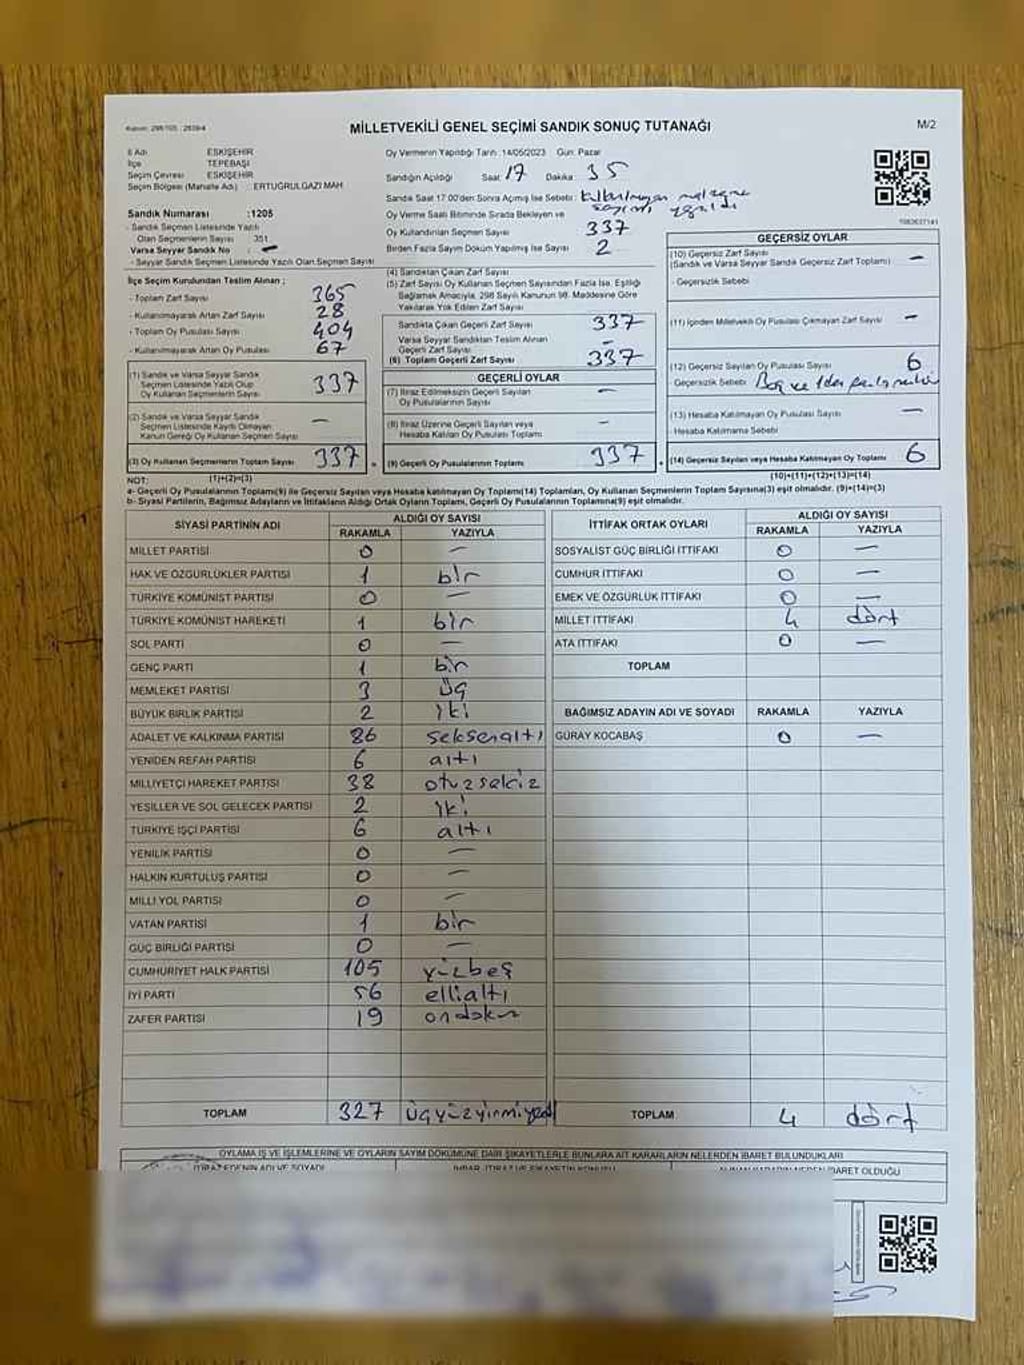 Kanun: 298/105 - 2839/4
MİLLETVEKİLİ GENEL SEÇİMİ SANDIK SONUÇ TUTANAĞI
M/2
İl Adı ESKİŞEHİR
İlçe TEPEBAŞI
Seçim Çevresi ESKİŞEHİR
Seçim Bölgesi (Mahalle Adı) : ERTUĞRULGAZİ MAH
Sandık Numarası :1205
- Sandık Seçmen Listesinde Yazılı
Olan Seçmenlerin Sayısı : 351
Varsa Seyyar Sandık No : -
- Seyyar Sandık Seçmen Listesinde Yazılı Olan Seçmen Sayısı
Oy Vermenin Yapıldığı Tarih :14/05/2023 Gün: Pazar
Sandığın Açıldığı Saat: 17 Dakika: 35
Sandık Saat 17:00'den Sonra Açılmış İse Sebebi : kullanılmayan malzeme
sayımı yapıldı
Oy Verme Saati Bitiminde Sırada Bekleyen ve
Oy Kullandırılan Seçmen Sayısı 337
Birden Fazla Sayım Döküm Yapılmış İse Sayısı 2
1983637141
İlçe Seçim Kurulundan Teslim Alınan ;
- Toplam Zarf Sayısı 365
- Kullanılmayarak Artan Zarf Sayısı 28
- Toplam Oy Pusulası Sayısı 404
- Kullanılmayarak Artan Oy Pusulası 67
(1) Sandık ve Varsa Seyyar Sandık
Seçmen Listesinde Yazılı Olup
Oy Kullanan Seçmenlerin Sayısı 337
(2) Sandık ve Varsa Seyyar Sandık
Seçmen Listesinde Kayıtlı Olmayan
Kanun Gereği Oy Kullanan Seçmen Sayısı -
(3) Oy Kullanan Seçmenlerin Toplam Sayısı 337
(1)+(2)=(3)
(4) Sandıktan Çıkan Zarf Sayısı
(5) Zarf Sayısı Oy Kullanan Seçmen Sayısından Fazla İse, Eşitliği
Sağlamak Amacıyla, 298 Sayılı Kanunun 98. Maddesine Göre
Yakılarak Yok Edilen Zarf Sayısı
Sandıkta Çıkan Geçerli Zarf Sayısı 337
Varsa Seyyar Sandıktan Teslim Alınan
Geçerli Zarf Sayısı -
(6) Toplam Geçerli Zarf Sayısı 337
GEÇERLİ OYLAR
(7) İtiraz Edilmeksizin Geçerli Sayılan
Oy Pusulalarının Sayısı -
(8) İtiraz Üzerine Geçerli Sayılan veya
Hesaba Katılan Oy Pusulası Toplamı -
(9) Geçerli Oy Pusulalarının Toplamı 337
GEÇERSİZ OYLAR
(10) Geçersiz Zarf Sayısı
(Sandık ve Varsa Seyyar Sandık Geçersiz Zarf Toplamı) -
- Geçersizlik Sebebi
(11) İçinden Milletvekili Oy Pusulası Çıkmayan Zarf Sayısı -
(12) Geçersiz Sayılan Oy Pusulası Sayısı 6
Geçersizlik Sebebi Boş ve 1den fazla mühür
(13) Hesaba Katılmayan Oy Pusulası Sayısı -
- Hesaba Katılmama Sebebi
(14) Geçersiz Sayılan veya Hesaba Katılmayan Oy Toplamı 6
(10)+(11)+(12)+(13)=(14)
NOT:
a- Geçerli Oy Pusulalarının Toplamı(9) ile Geçersiz Sayılan veya Hesaba katılmayan Oy Toplamı(14) Toplamları, Oy Kullanan Seçmenlerin Toplam Sayısına(3) eşit olmalıdır. (9)+(14)=(3)
b- Siyasi Partilerin, Bağımsız Adayların ve İttifakların Aldığı Ortak Oyların Toplamı, Geçerli Oy Pusulalarının Toplamına(9) eşit olmalıdır.
SİYASİ PARTİNİN ADI ALDIĞI OY SAYISI
RAKAMLA YAZIYLA
MİLLET PARTİSİ 0 -
HAK VE ÖZGÜRLÜKLER PARTİSİ 1 bir
TÜRKİYE KOMÜNİST PARTİSİ 0 -
TÜRKİYE KOMÜNİST HAREKETİ 1 bir
SOL PARTİ 0 -
GENÇ PARTİ 1 bir
MEMLEKET PARTİSİ 3 üç
BÜYÜK BİRLİK PARTİSİ 2 iki
ADALET VE KALKINMA PARTİSİ 86 seksenaltı
YENİDEN REFAH PARTİSİ 6 altı
MİLLİYETÇİ HAREKET PARTİSİ 38 otuzsekiz
YEŞİLLER VE SOL GELECEK PARTİSİ 2 iki
TÜRKİYE İŞÇİ PARTİSİ 6 altı
YENİLİK PARTİSİ 0 -
HALKIN KURTULUŞ PARTİSİ 0 -
MİLLİ YOL PARTİSİ 0 -
VATAN PARTİSİ 1 bir
GÜÇ BİRLİĞİ PARTİSİ 0 -
CUMHURİYET HALK PARTİSİ 105 yüzbeş
İYİ PARTİ 56 ellialtı
ZAFER PARTİSİ 19 ondokuz
TOPLAM 327 üçyüzyirmiyedi
İTTİFAK ORTAK OYLARI ALDIĞI OY SAYISI
RAKAMLA YAZIYLA
SOSYALİST GÜÇ BİRLİĞİ İTTİFAKI 0 -
CUMHUR İTTİFAKI 0 -
EMEK VE ÖZGÜRLÜK İTTİFAKI 0 -
MİLLET İTTİFAKI 4 dört
ATA İTTİFAKI 0 -
TOPLAM
BAĞIMSIZ ADAYIN ADI VE SOYADI RAKAMLA YAZIYLA
GÜRAY KOCABAŞ 0 -
TOPLAM 4 dört
OYLAMA İŞ VE İŞLEMLERİNE VE OYLARIN SAYIM DÖKÜMÜNE DAİR ŞİKAYETLERLE BUNLARA AİT KARARLARIN NELERDEN İBARET BULUNDUKLARI
İTİRAZ EDENİN ADI VE SOYADI
İHBAR, İTİRAZ VE ŞİKAYETİN KONUSU
İBARET OLDUĞU